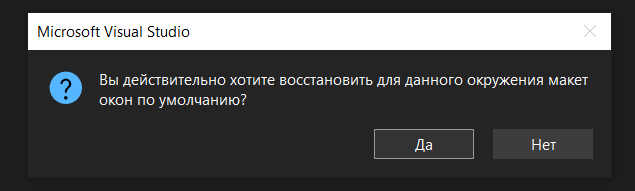 Microsoft Visual Studio
Вы действительно хотите восстановить для данного окружения макет
окон по умолчанию?
Да
Нет